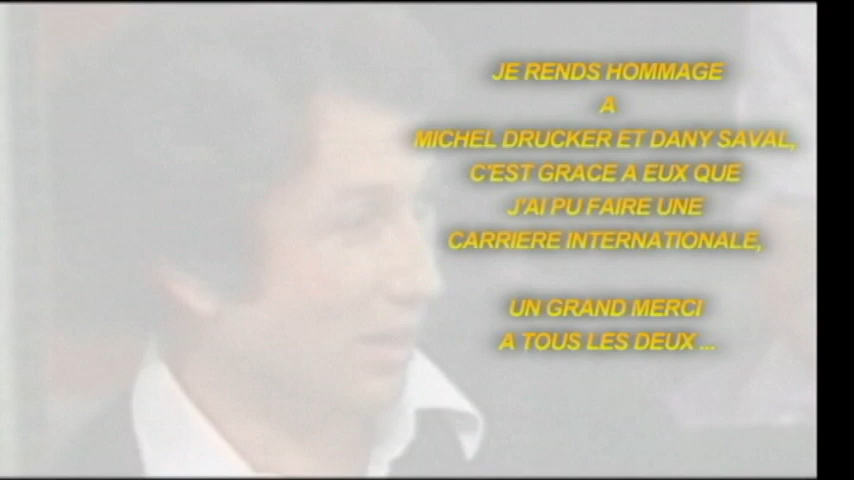 JE RENDS HOMMAGE
A
MICHEL DRUCKER ET DANY SAVAL,
C'EST GRACE A EUX QUE
J'AI PU FAIRE UNE
CARRIERE INTERNATIONALE,
UN GRAND MERCI
A TOUS LES DEUX ...